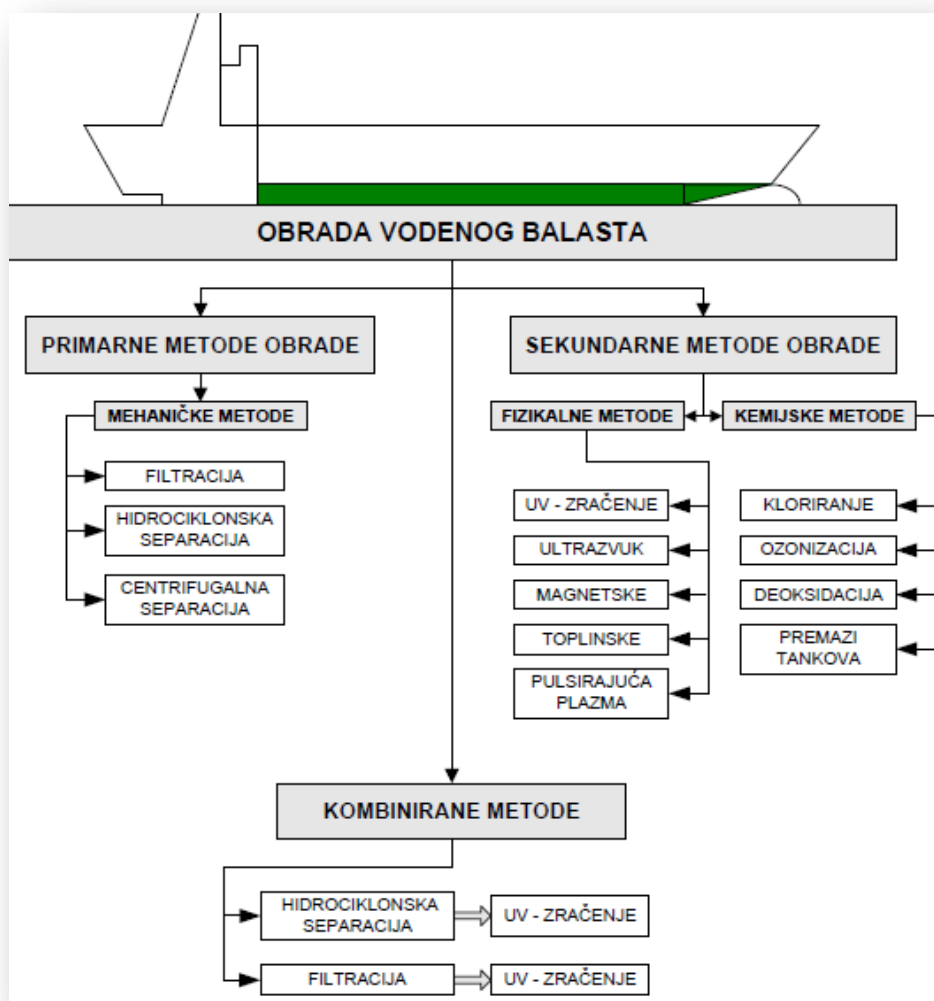 OBRADA VODENOG BALASTA
PRIMARNE METODE OBRADE
SEKUNDARNE METODE OBRADE
MEHANIČKE METODE
FIZIKALNE METODE
KEMIJSKE METODE
FILTRACIJA
HIDROCIKLONSKA
SEPARACIJA
CENTRIFUGALNA
SEPARACIJA
UV - ZRAČENJE
ULTRAZVUK
MAGNETSKE
TOPLINSKE
PULSIRAJUĆA
PLAZMA
KLORIRANJE
OZONIZACIJA
DEOKSIDACIJA
PREMAZI
TANKOVA
KOMBINIRANE METODE
HIDROCIKLONSKA
SEPARACIJA
UV - ZRAČENJE
FILTRACIJA
UV - ZRAČENJE